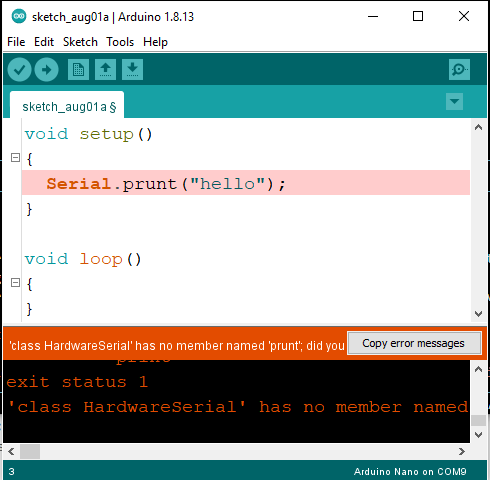 sketch_aug01a | Arduino 1.8.13
File Edit Sketch Tools Help
sketch_aug01a §
void setup()
{
Serial.prunt("hello");
}
void loop()
{
}
'class HardwareSerial' has no member named 'prunt'; did you
Copy error messages
print
exit status 1
'class HardwareSerial' has no member named
3
Arduino Nano on COM9